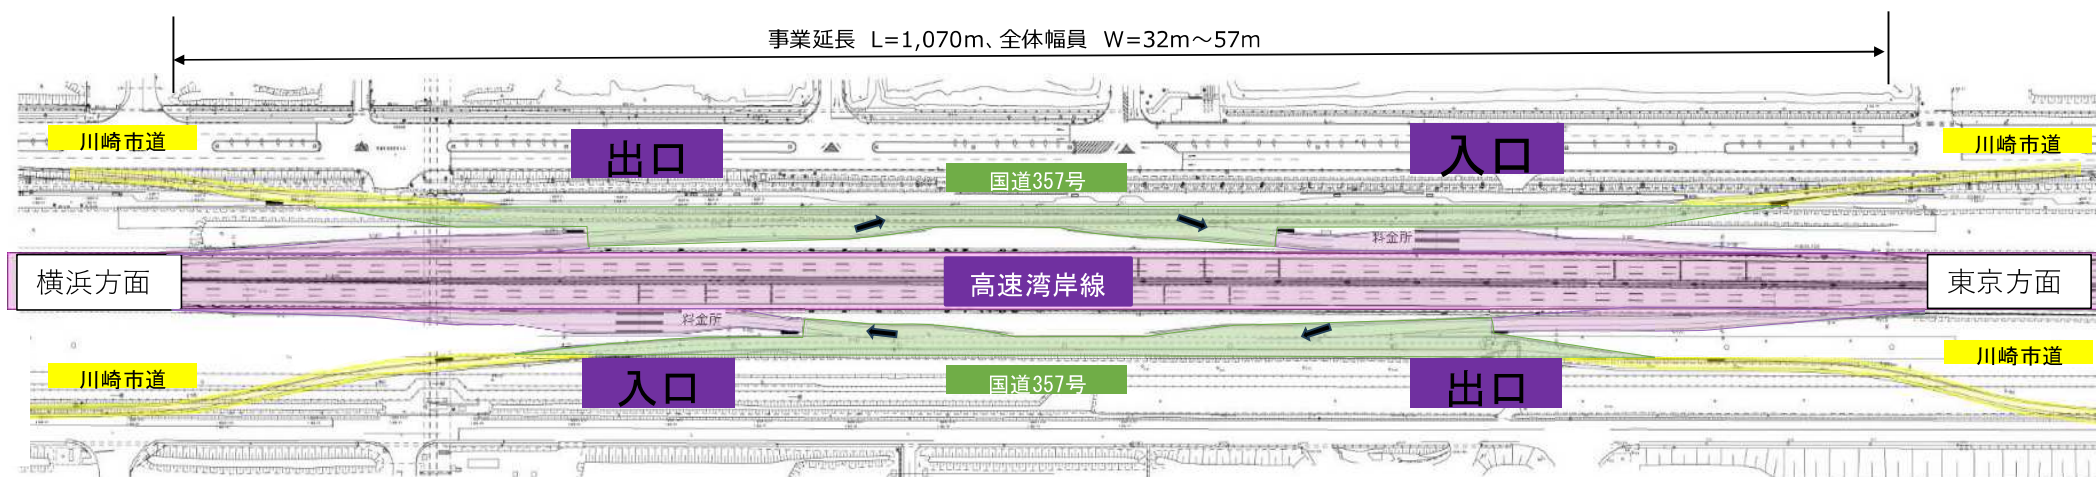 事業延長 L=1,070m、全体幅員 W=32m～57m
川崎市道
出口
入口
川崎市道
国道357号
料金所
横浜方面
高速湾岸線
東京方面
料金所
川崎市道
入口
国道357号
出口
川崎市道